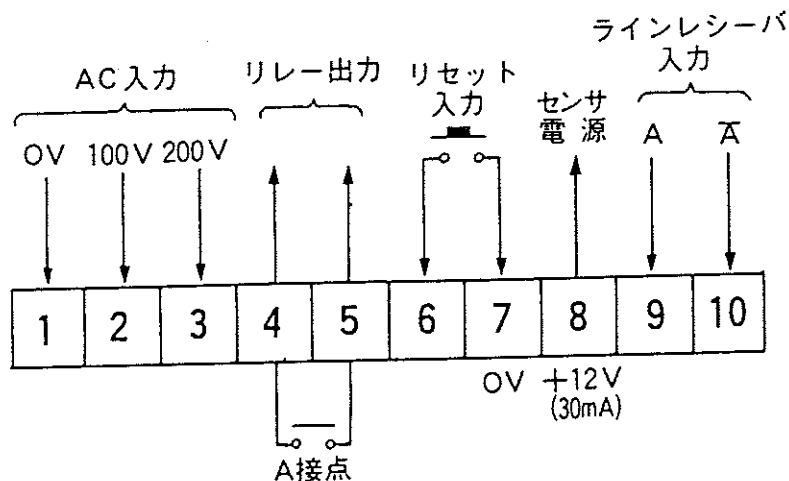 AC入力
リレー出力
リセット
入力
センサ
電源
ラインレシーバ
入力
0V 100V 200V
A A̅
1 2 3 4 5 6 7 8 9 10
0V +12V
(30mA)
A接点